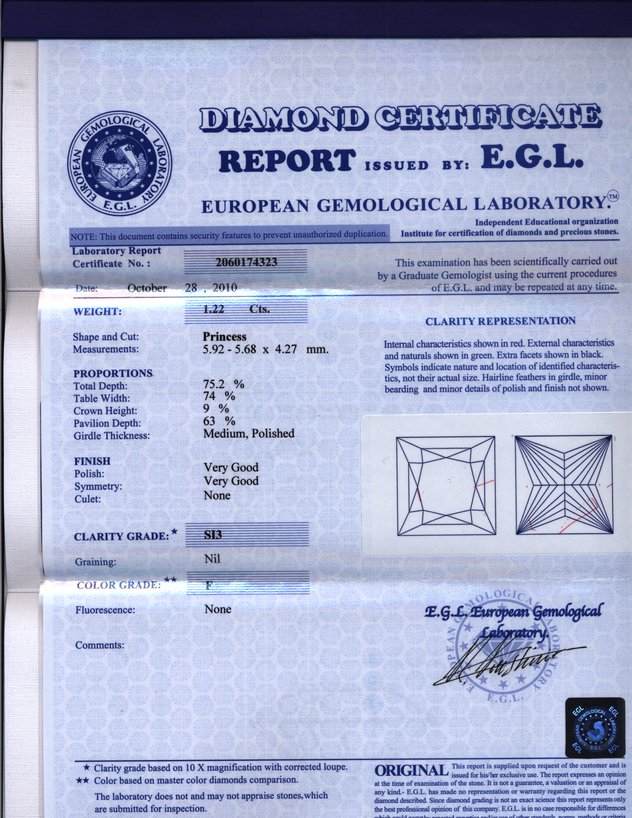 DIAMOND CERTIFICATE
REPORT ISSUED BY: E.G.L.
EUROPEAN GEMOLOGICAL LABORATORY.™
EUROPEAN GEMOLOGICAL LABORATORY
E.G.L.
Independent Educational organization
Institute for certification of diamonds and precious stones.
NOTE: This document contains security features to prevent unauthorized duplication.
Laboratory Report
Certificate No. : 2060174323
Date: October 28 , 2010
This examination has been scientifically carried out
by a Graduate Gemologist using the current procedures
of E.G.L. and may be repeated at any time.
WEIGHT: 1.22 Cts.
Shape and Cut: Princess
Measurements: 5.92 - 5.68 x 4.27 mm.
PROPORTIONS
Total Depth: 75.2 %
Table Width: 74 %
Crown Height: 9 %
Pavilion Depth: 63 %
Girdle Thickness: Medium, Polished
FINISH
Polish: Very Good
Symmetry: Very Good
Culet: None
CLARITY GRADE:★ SI3
Graining: Nil
COLOR GRADE:★★ F
Fluorescence: None
Comments:
CLARITY REPRESENTATION
Internal characteristics shown in red. External characteristics
and naturals shown in green. Extra facets shown in black.
Symbols indicate nature and location of identified characteris-
tics, not their actual size. Hairline feathers in girdle, minor
bearding and minor details of polish and finish not shown.
E.G.L. European Gemological
Laboratory.
EUROPEAN GEMOLOGICAL LABORATORY
E.G.L.
EGL
EGL
GEMOLOGICAL
EGL
EGL
★ Clarity grade based on 10 X magnification with corrected loupe.
★★ Color based on master color diamonds comparison.
The laboratory does not and may not appraise stones,which
are submitted for inspection.
ORIGINAL This report is supplied upon request of the customer and is
issued for his/her exclusive use. The report expresses an opinion
at the time of examination of the stone. It is not a guarantee, a valuation or an appraisal of
any kind.- E.G.L. has made no representation or warranty regarding this report or the
diamond described. Since diamond grading is not an exact science this report represents only
the best professional opinion of this company. E.G.L. is in no case responsible for differences